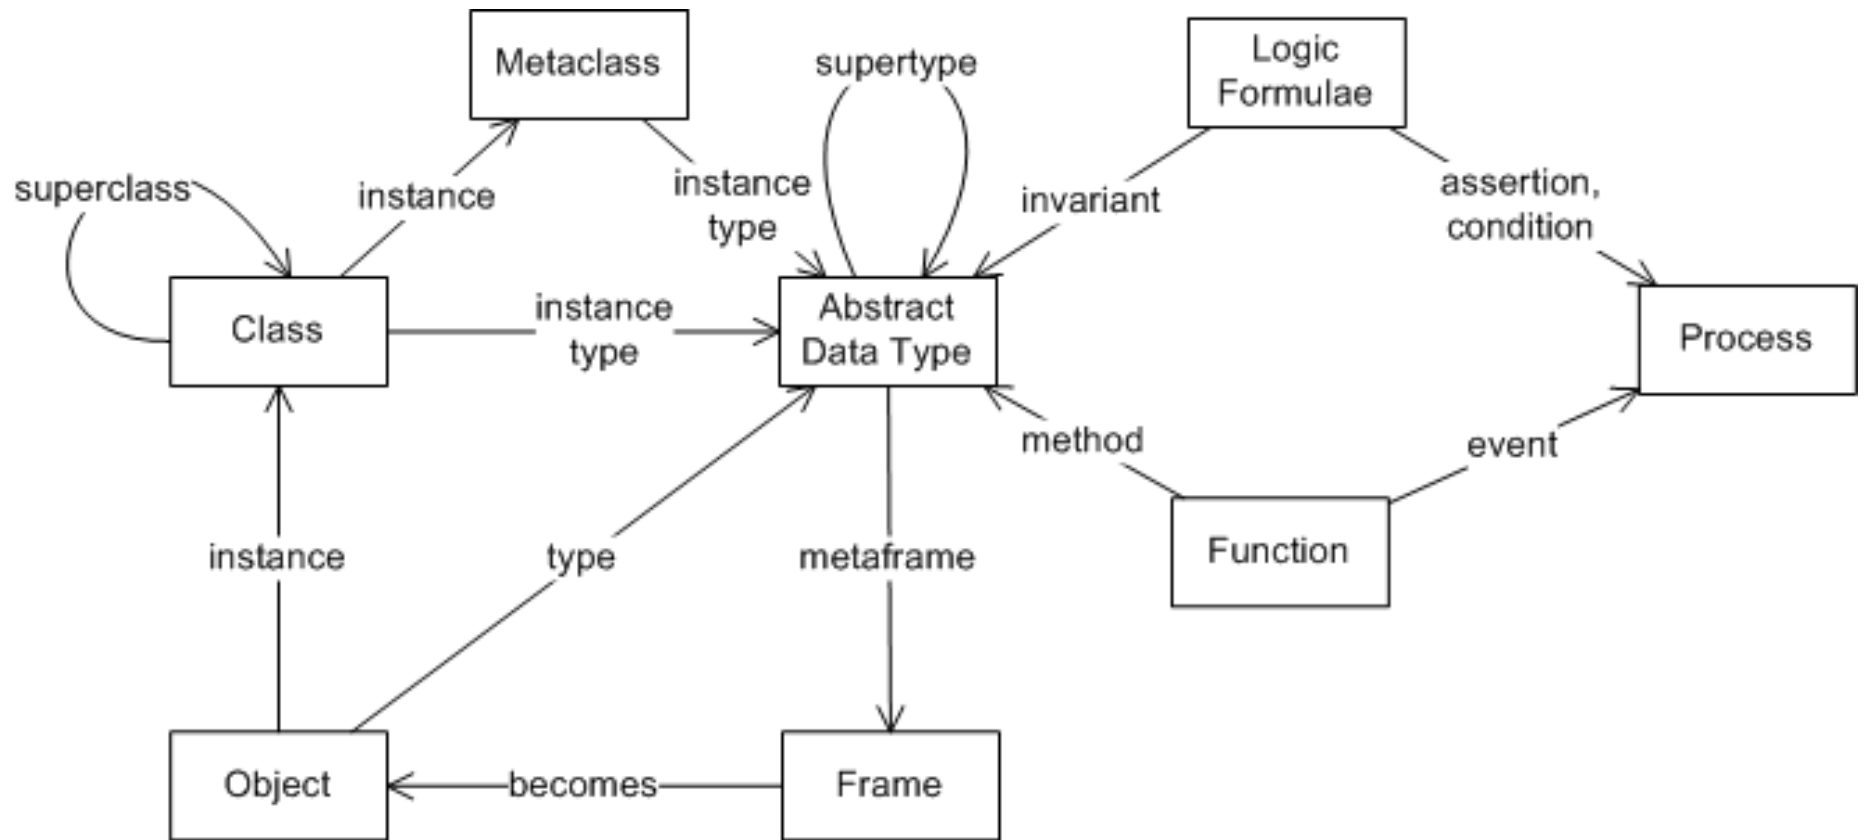 Metaclass
supertype
Logic
Formulae
superclass
instance
instance
type
invariant
assertion,
condition
Class
instance
type
Abstract
Data Type
Process
method
event
instance
type
metaframe
Function
Object
becomes
Frame